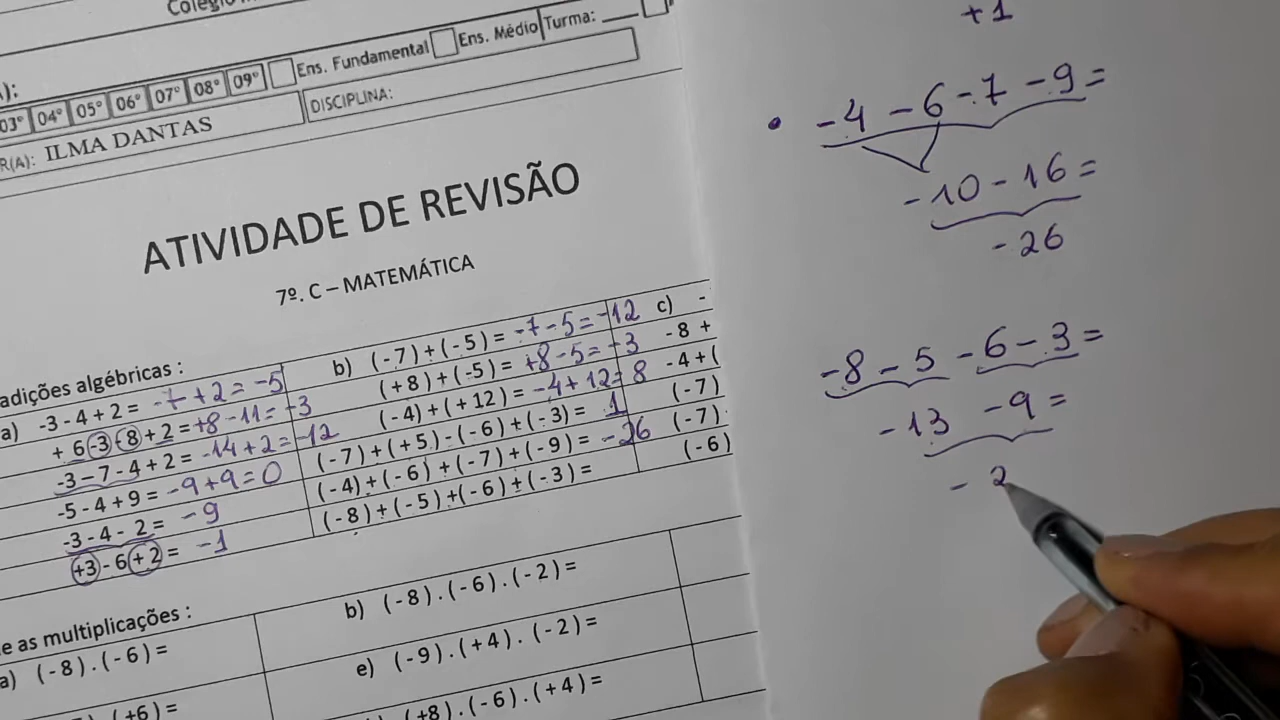 Colégio
):
03º 04º 05º 06º 07º 08º 09º Ens. Fundamental Ens. Médio Turma:
R(A): ILMA DANTAS
DISCIPLINA:
ATIVIDADE DE REVISÃO
7º. C – MATEMÁTICA
adições algébricas :
a) -3 - 4 + 2 = -7 + 2 = -5
+ 6 -3 -8 + 2 = +8 - 11 = -3
-3 – 7 - 4 + 2 = -14 + 2 = -12
-5 - 4 + 9 = -9 + 9 = 0
-3 - 4 - 2 = -9
+3 - 6 + 2 = -1
b) (- 7) + (- 5) = -7 - 5 = -12
(+ 8) + (- 5) = +8 - 5 = +3
(- 4) + (+ 12) = -4 + 12 = 8
(- 7) + (+ 5) - (- 6) + (- 3) = 1
(- 4) + (- 6) + (- 7) + (- 9) = -26
(- 8) + (- 5) + (- 6) + (- 3) =
c) -
-8 +
-4 + (
(- 7)
(- 7)
(- 6)
e as multiplicações :
a) (- 8) . (- 6) =
. (+6) =
b) (- 8) . (- 6) . (- 2) =
e) (- 9) . (+ 4) . (- 2) =
(+8) . (- 6) . (+ 4) =
+1
• -4 - 6 - 7 - 9 =
-10 - 16 =
-26
-8 - 5 - 6 - 3 =
-13 - 9 =
- 2